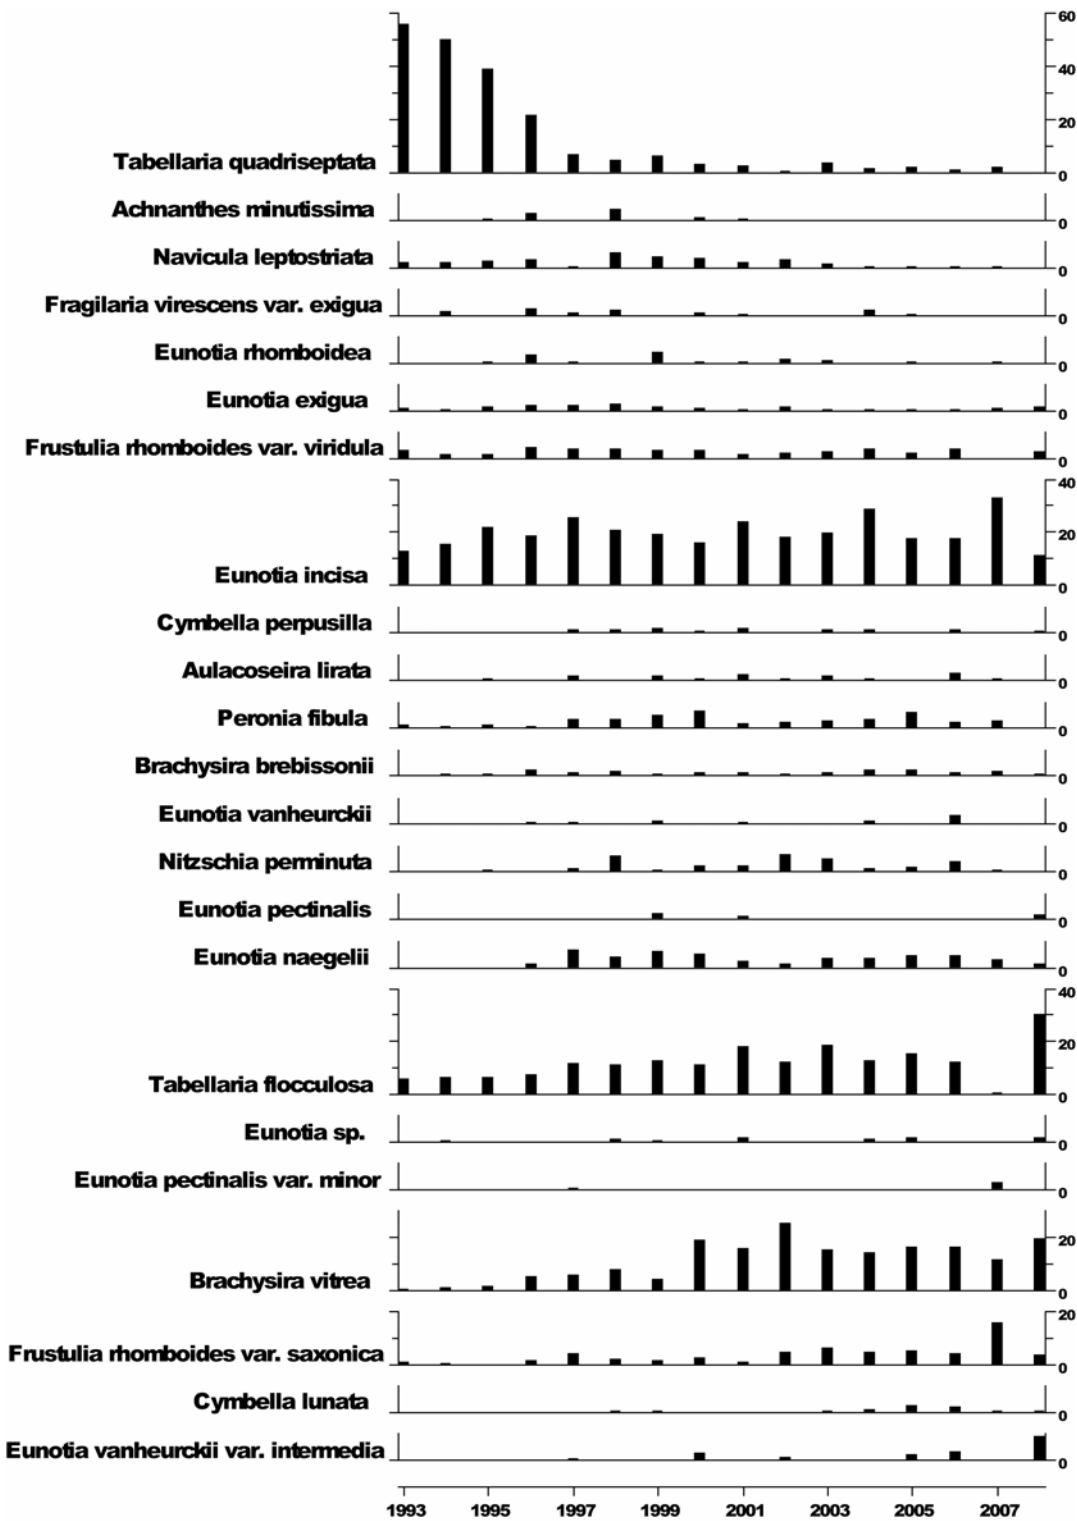 60
40
20
Tabellaria quadriseptata
0
Achnanthes minutissima
0
Navicula leptostriata
0
Fragilaria virescens var. exigua
0
Eunotia rhomboidea
0
Eunotia exigua
0
Frustulia rhomboides var. viridula
0
40
20
Eunotia incisa
0
Cymbella perpusilla
0
Aulacoseira lirata
0
Peronia fibula
0
Brachysira brebissonii
0
Eunotia vanheurckii
0
Nitzschia perminuta
0
Eunotia pectinalis
0
Eunotia naegelii
0
40
20
Tabellaria flocculosa
0
Eunotia sp.
0
Eunotia pectinalis var. minor
0
20
Brachysira vitrea
0
20
Frustulia rhomboides var. saxonica
0
Cymbella lunata
0
Eunotia vanheurckii var. intermedia
0
1993 1995 1997 1999 2001 2003 2005 2007